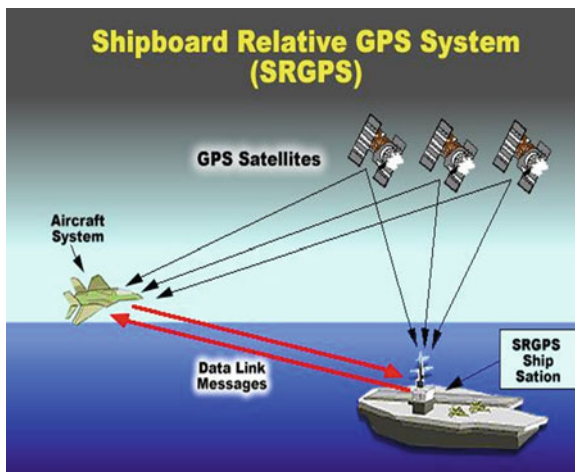 Shipboard Relative GPS System
(SRGPS)
GPS Satellites
Aircraft
System
SRGPS
Ship
Sation
Data Link
Messages